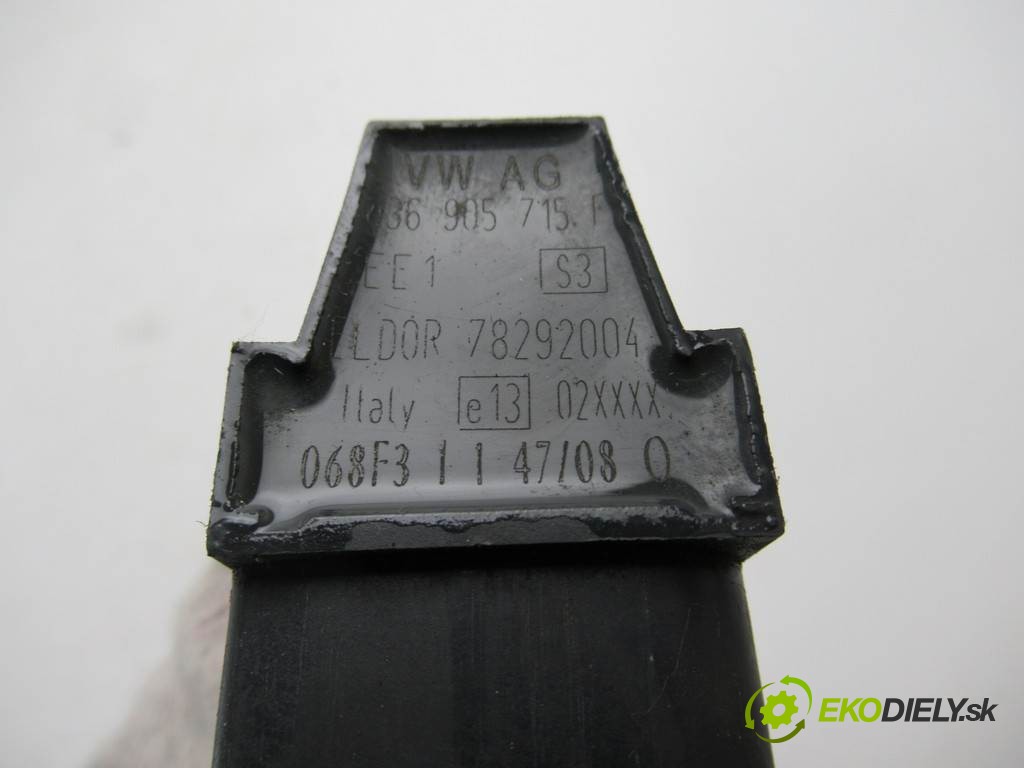 VW AG
905 715
EE1 S3
ELDOR 78292004
Italy e13 02XXXX
068F3 1 1 47/08 0
EKODIELY.sk